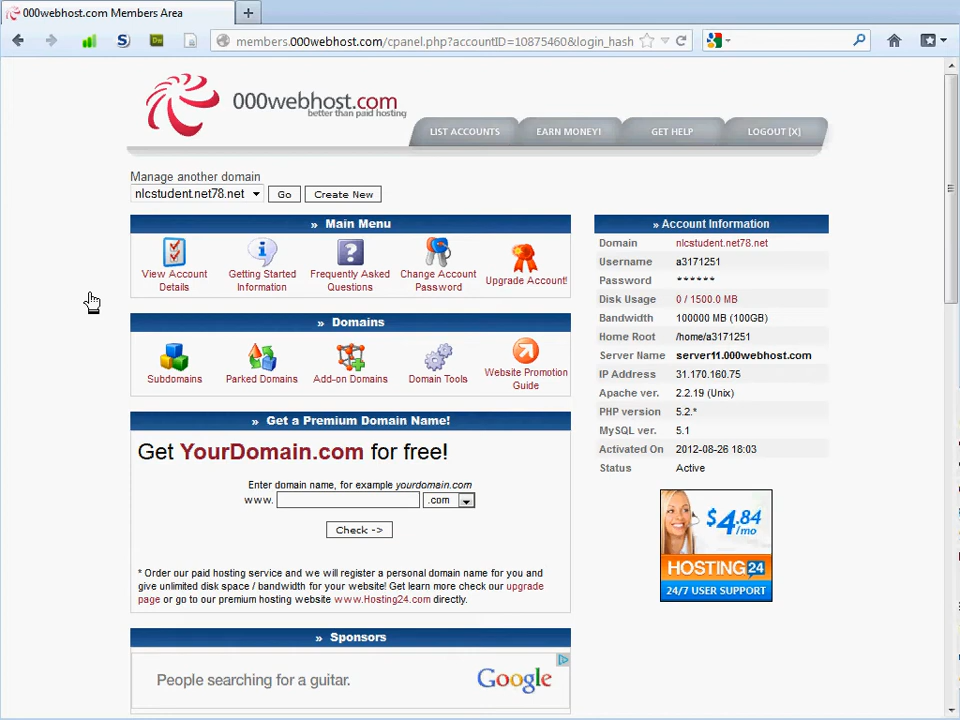 000webhost.com Members Area
members.000webhost.com/cpanel.php?accountID=10875460&login_hash
000webhost.com
better than paid hosting
LIST ACCOUNTS
EARN MONEY!
GET HELP
LOGOUT [X]
Manage another domain
nlcstudent.net78.net
Go
Create New
» Main Menu
View Account Details
Getting Started Information
Frequently Asked Questions
Change Account Password
Upgrade Account!
» Domains
Subdomains
Parked Domains
Add-on Domains
Domain Tools
Website Promotion Guide
» Get a Premium Domain Name!
Get YourDomain.com for free!
Enter domain name, for example yourdomain.com
www.
.com
Check ->
* Order our paid hosting service and we will register a personal domain name for you and
give unlimited disk space / bandwidth for your website! Get learn more check our upgrade
page or go to our premium hosting website www.Hosting24.com directly.
» Sponsors
People searching for a guitar.
Google
» Account Information
Domain nlcstudent.net78.net
Username a3171251
Password ******
Disk Usage 0 / 1500.0 MB
Bandwidth 100000 MB (100GB)
Home Root /home/a3171251
Server Name server11.000webhost.com
IP Address 31.170.160.75
Apache ver. 2.2.19 (Unix)
PHP version 5.2.*
MySQL ver. 5.1
Activated On 2012-08-26 18:03
Status Active
$4.84
/mo
HOSTING 24
24/7 USER SUPPORT